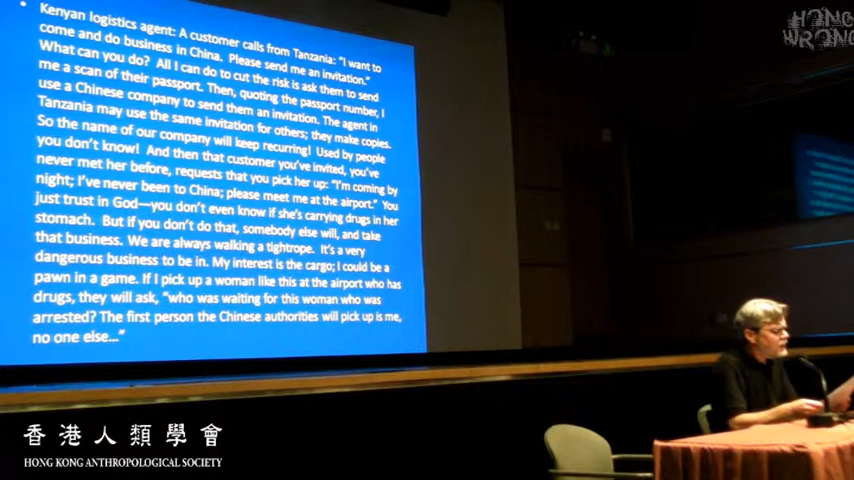 • Kenyan logistics agent: A customer calls from Tanzania: "I want to
come and do business in China. Please send me an invitation."
What can you do? All I can do to cut the risk is ask them to send
me a scan of their passport. Then, quoting the passport number, I
use a Chinese company to send them an invitation. The agent in
Tanzania may use the same invitation for others; they make copies.
So the name of our company will keep recurring! Used by people
you don't know! And then that customer you've invited, you've
never met her before, requests that you pick her up: "I'm coming by
night; I've never been to China; please meet me at the airport." You
just trust in God—you don't even know if she's carrying drugs in her
stomach. But if you don't do that, somebody else will, and take
that business. We are always walking a tightrope. It's a very
dangerous business to be in. My interest is the cargo; I could be a
pawn in a game. If I pick up a woman like this at the airport who has
drugs, they will ask, "who was waiting for this woman who was
arrested? The first person the Chinese authorities will pick up is me,
no one else..."
HONG
WRONG
香港人類學會
HONG KONG ANTHROPOLOGICAL SOCIETY